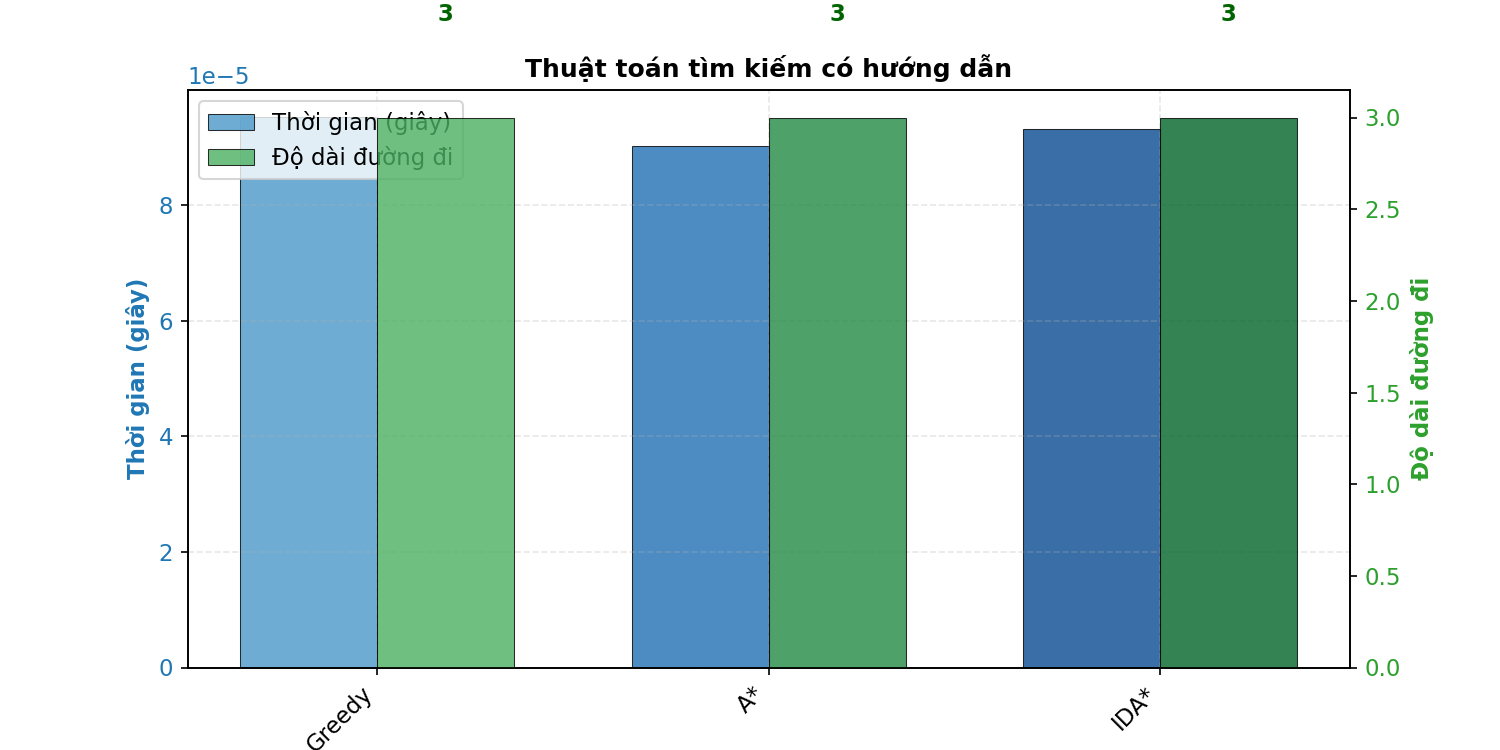 3 3 3
Thuật toán tìm kiếm có hướng dẫn
1e−5
Thời gian (giây)
Độ dài đường đi
8
6
4
2
0
Thời gian (giây)
3.0
2.5
2.0
1.5
1.0
0.5
0.0
Độ dài đường đi
Greedy A* IDA*